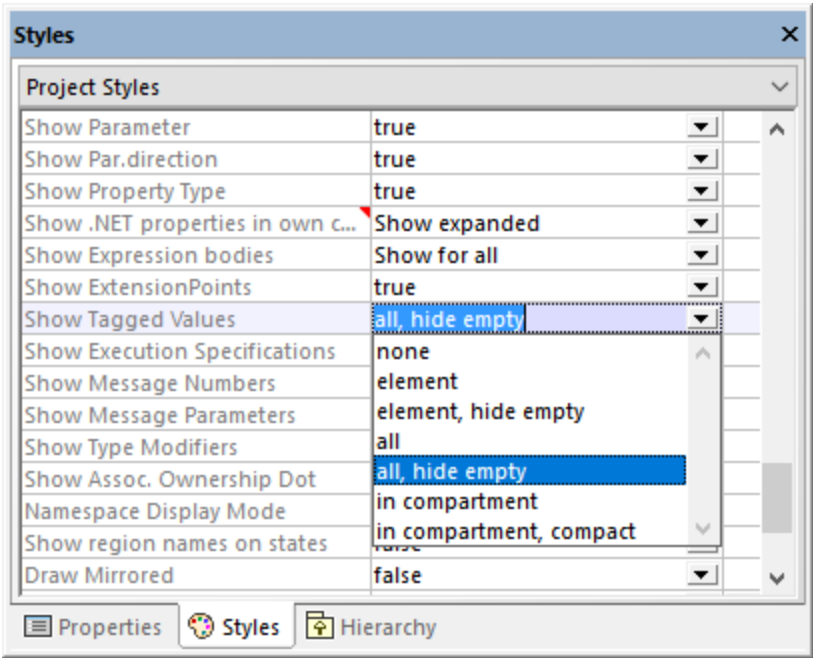 Styles
Project Styles
Show Parameter true
Show Par.direction true
Show Property Type true
Show .NET properties in own c... Show expanded
Show Expression bodies Show for all
Show ExtensionPoints true
Show Tagged Values all, hide empty
Show Execution Specifications none
Show Message Numbers element
Show Message Parameters element, hide empty
Show Type Modifiers all
Show Assoc. Ownership Dot all, hide empty
Namespace Display Mode in compartment
Show region names on states in compartment, compact
false
Draw Mirrored false
Properties Styles Hierarchy